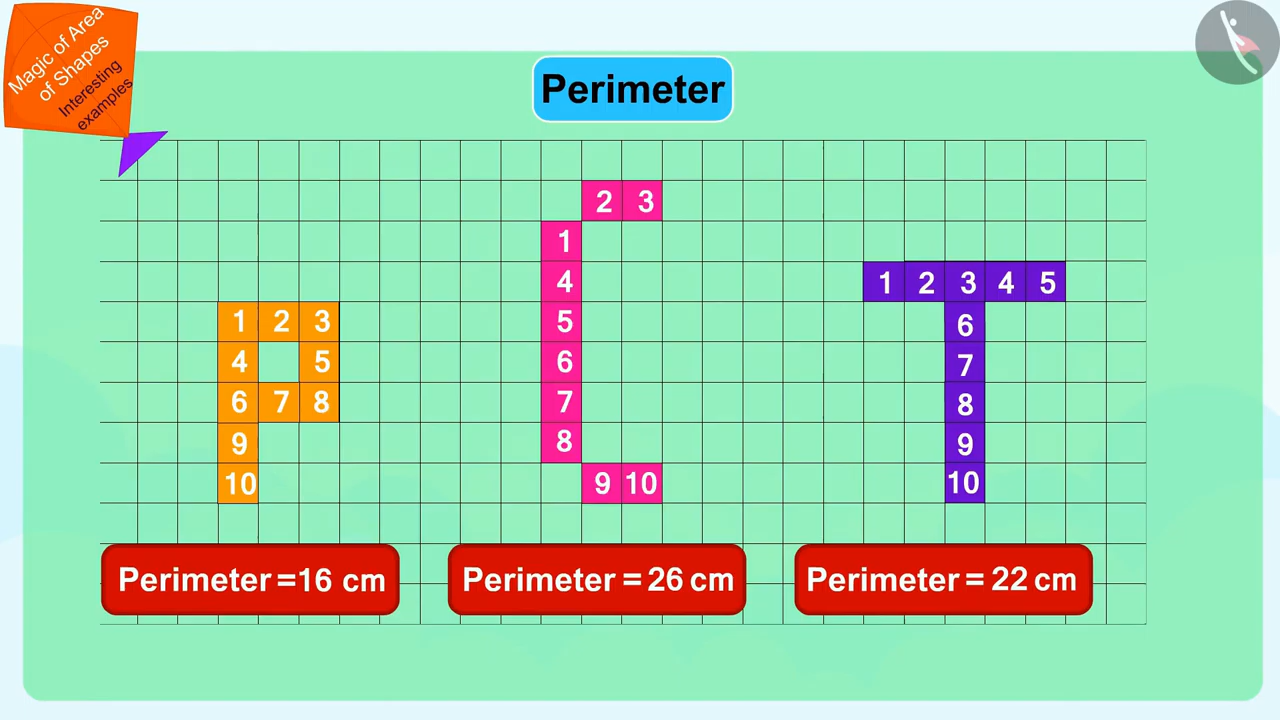 Magic of Area
of Shapes
Interesting
examples
Perimeter
2 3
1
4
1 2 3 4 5
1 2 3
5
6
4 5
6
7
6 7 8
7
8
9
8
9
10
9 10
10
Perimeter =16 cm
Perimeter = 26 cm
Perimeter = 22 cm